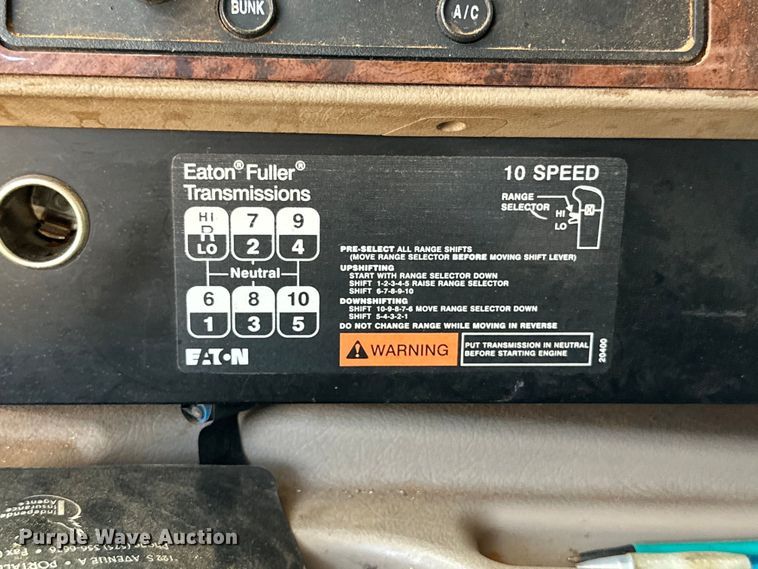 BUNK
A/C
Eaton® Fuller®
Transmissions
10 SPEED
RANGE
SELECTOR
HI
LO
HI 7 9
R
LO 2 4
Neutral
6 8 10
1 3 5
EATON
PRE-SELECT ALL RANGE SHIFTS
(MOVE RANGE SELECTOR BEFORE MOVING SHIFT LEVER)
UPSHIFTING
START WITH RANGE SELECTOR DOWN
SHIFT 1-2-3-4-5 RAISE RANGE SELECTOR
SHIFT 6-7-8-9-10
DOWNSHIFTING
SHIFT 10-9-8-7-6 MOVE RANGE SELECTOR DOWN
SHIFT 5-4-3-2-1
DO NOT CHANGE RANGE WHILE MOVING IN REVERSE
WARNING
PUT TRANSMISSION IN NEUTRAL
BEFORE STARTING ENGINE
20400
Insurance
Purple Wave Auction
122 S AVENUE A • PORTAL